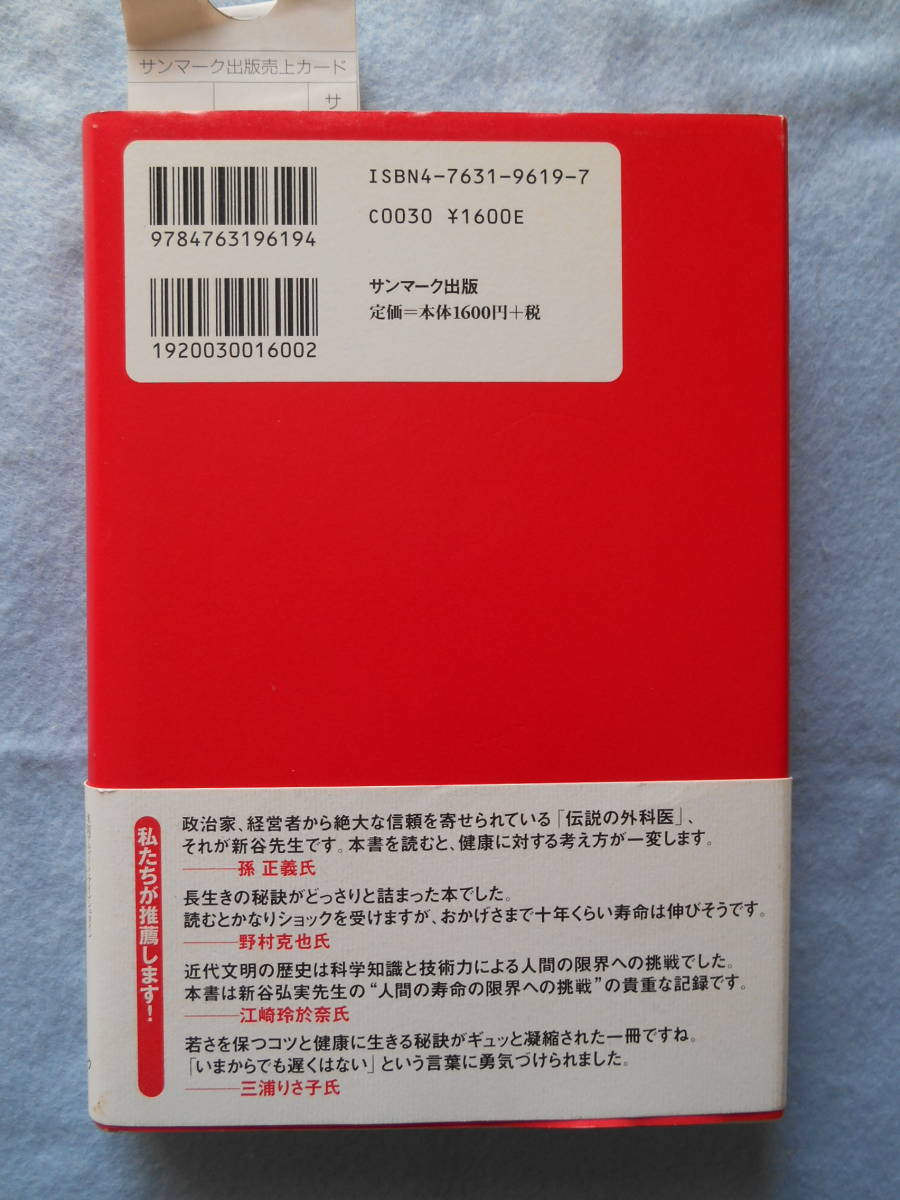 サンマーク出版売上カード
サ
ISBN4-7631-9619-7
C0030 ¥1600E
9784763196194
サンマーク出版
定価＝本体1600円＋税
1920030016002
私たちが推薦します！
政治家、経営者から絶大な信頼を寄せられている「伝説の外科医」、
それが新谷先生です。本書を読むと、健康に対する考え方が一変します。
———孫 正義氏
長生きの秘訣がどっさりと詰まった本でした。
読むとかなりショックを受けますが、おかげさまで十年くらい寿命は伸びそうです。
———野村克也氏
近代文明の歴史は科学知識と技術力による人間の限界への挑戦でした。
本書は新谷弘実先生の“人間の寿命の限界への挑戦”の貴重な記録です。
———江崎玲於奈氏
若さを保つコツと健康に生きる秘訣がギュッと凝縮された一冊ですね。
「いまからでも遅くはない」という言葉に勇気づけられました。
———三浦りさ子氏